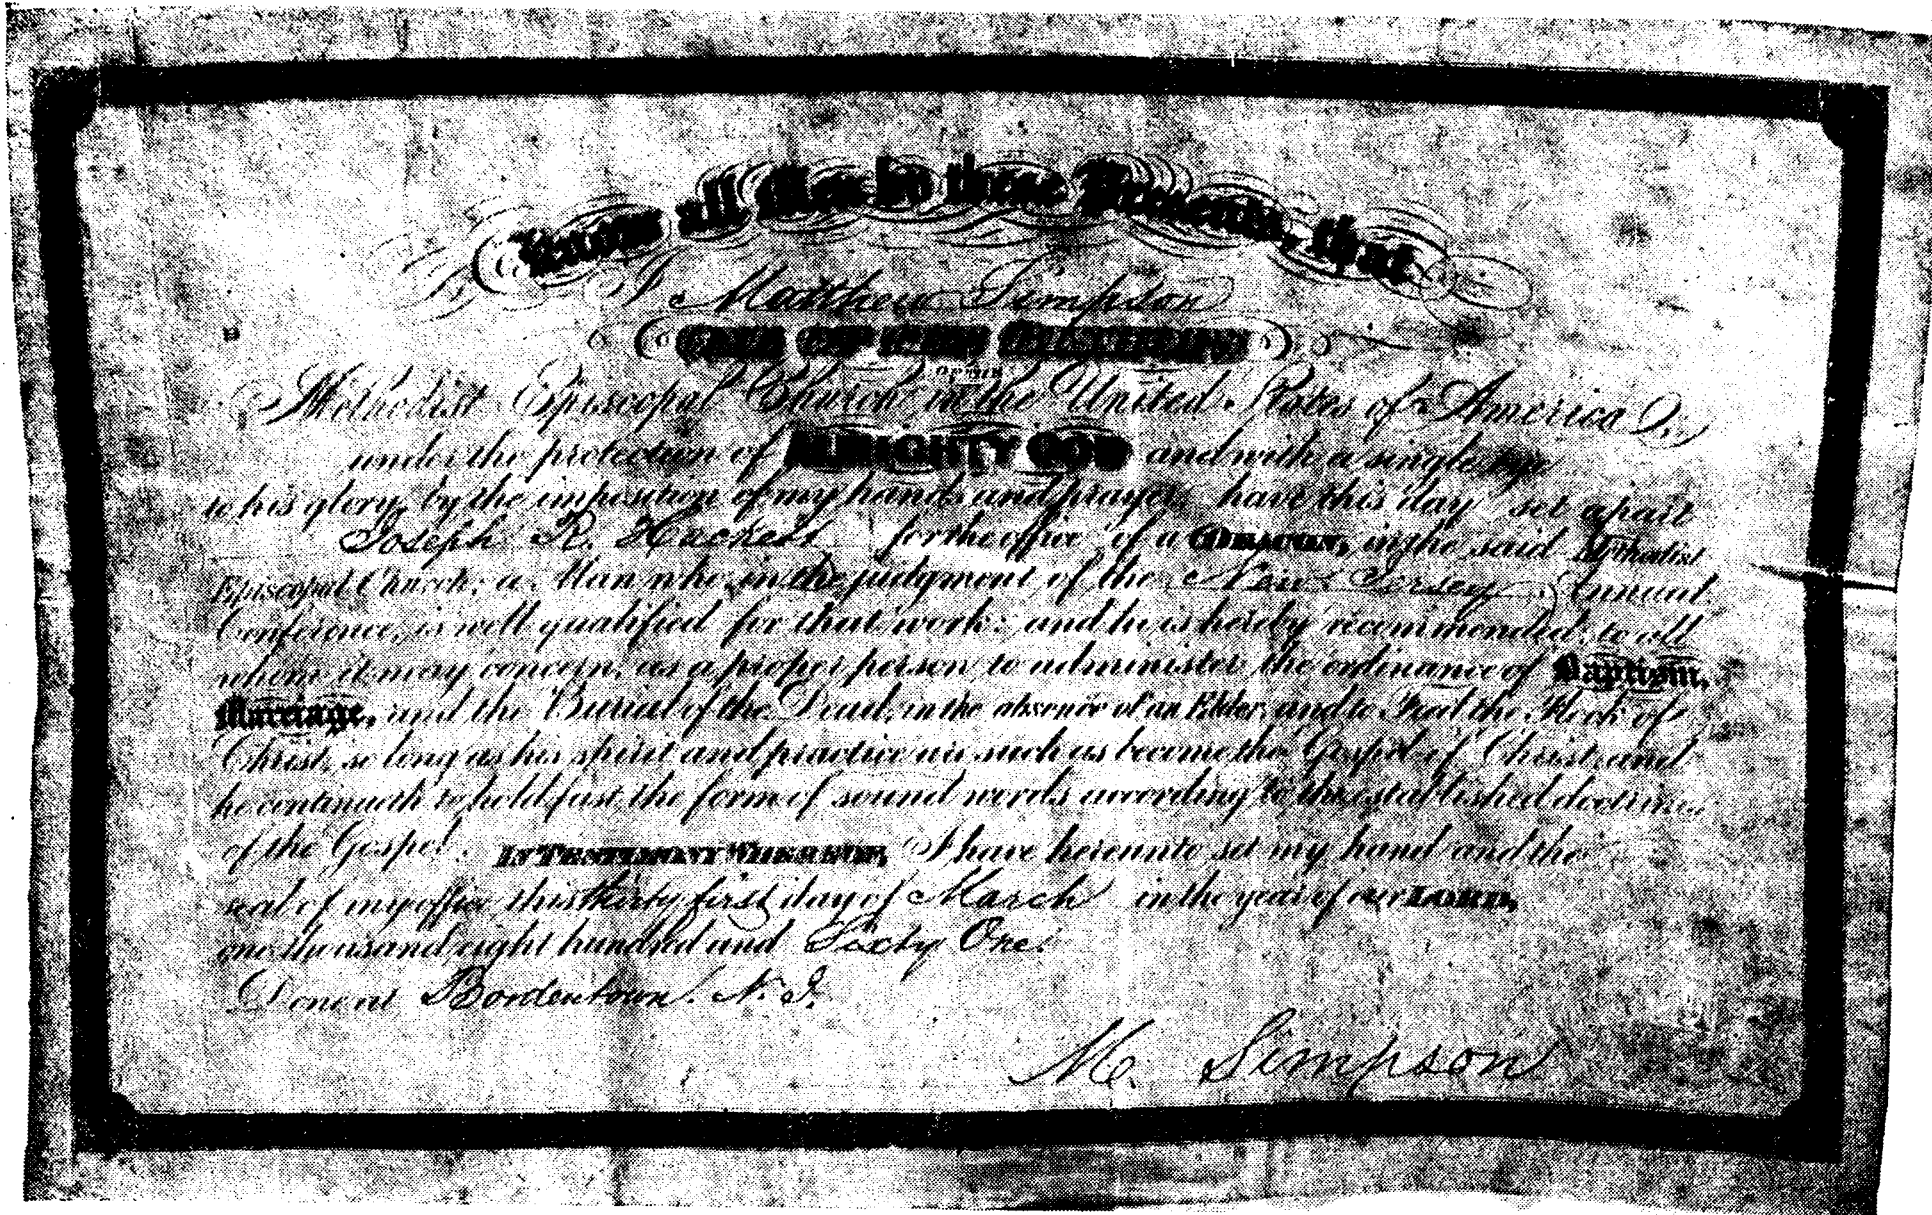 Know all Men by these Presents, that
I, Matthew Simpson
ONE OF THE BISHOPS
OF THE
Methodist Episcopal Church in the United States of America,
under the protection of ALMIGHTY GOD and with a single eye
to his glory, by the imposition of my hands and prayer, have this day set apart
Joseph R. Hackett for the office of a DEACON, in the said Methodist
Episcopal Church; a Man who, in the judgment of the New Jersey Annual
Conference, is well qualified for that work; and he is hereby recommended, to all
whom it may concern, as a proper person to administer the ordinance of Baptism,
Marriage, and the Burial of the Dead, in the absence of an Elder, and to Feed the Flock of
Christ, so long as his spirit and practice are such as become the Gospel of Christ, and
he continueth to hold fast the form of sound words according to the established doctrines
of the Gospel. IN TESTIMONY WHEREOF, I have hereunto set my hand and the
seal of my office this thirty first day of March in the year of our LORD,
one thousand eight hundred and Sixty One.
Done at Bordentown. N. J.
M. Simpson